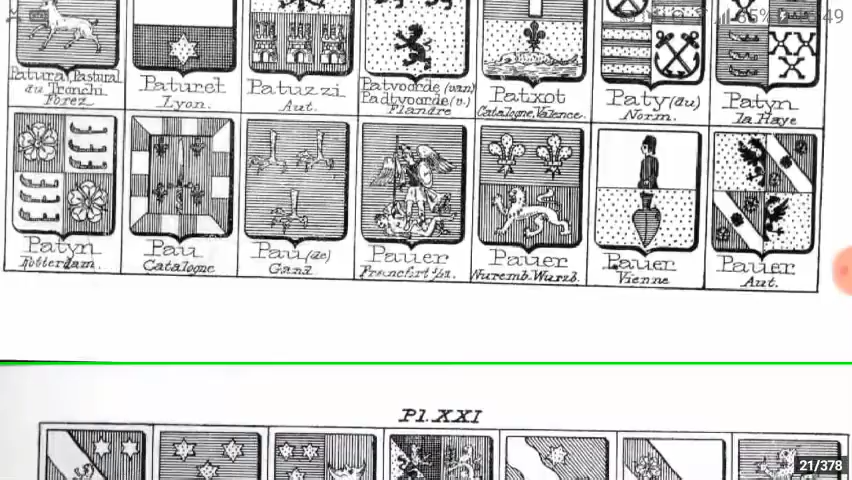 49
Patura, Pastural
du Tronchi
Forez
Paturet
Lyon.
Patuzzi
Aut.
Patvoorde (van)
Padtvoorde (v.)
Flandre
Patxot
Catalogne, Valence.
Paty (du)
Norm.
Patyn
la Haye
Patyn
Rotterdam.
Pau
Catalogne
Pau (de)
Gand
Pauer
Francfort s/m.
Pauer
Nuremb. Wurzb.
Pauer
Vienne
Pauer
Aut.
Pl. XXI
21/378